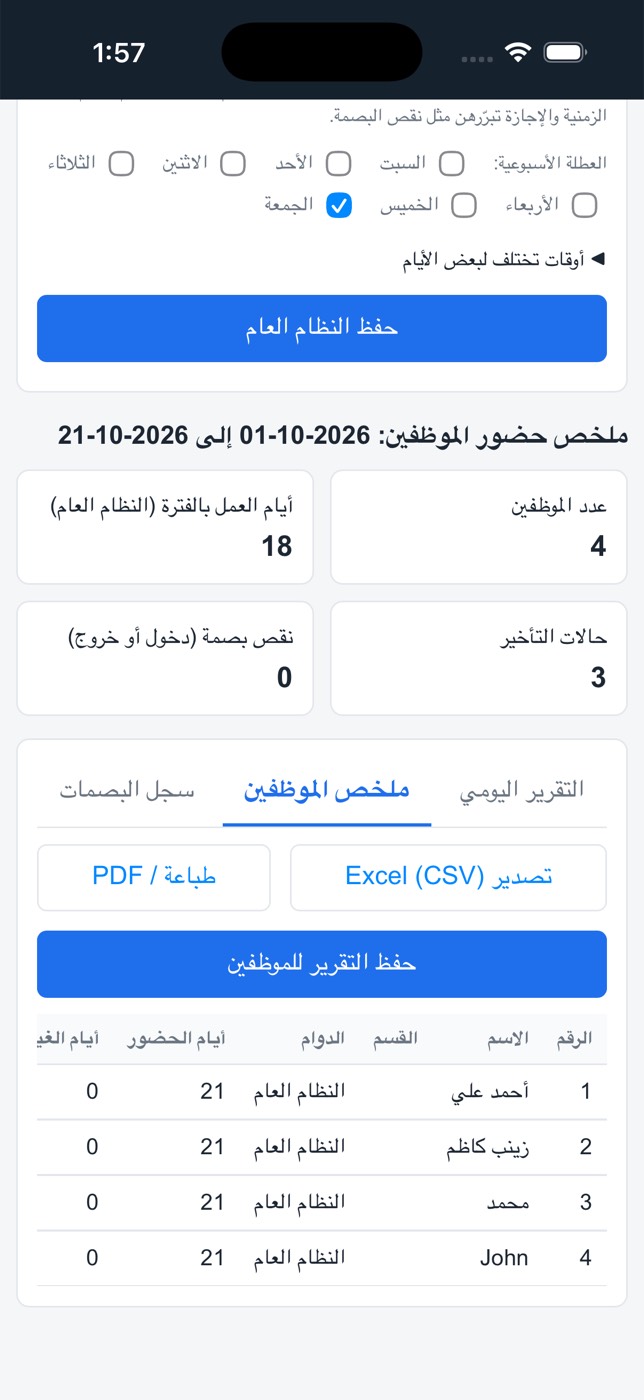 1:57
الزمنية والإجازة تبرّرهن مثل نقص البصمة.
العطلة الأسبوعية: السبت الأحد الاثنين الثلاثاء
الأربعاء الخميس الجمعة
◀ أوقات تختلف لبعض الأيام
حفظ النظام العام
ملخص حضور الموظفين: 2026-10-01 إلى 2026-10-21
عدد الموظفين
4
أيام العمل بالفترة (النظام العام)
18
حالات التأخير
3
نقص بصمة (دخول أو خروج)
0
التقرير اليومي ملخص الموظفين سجل البصمات
تصدير Excel (CSV) طباعة / PDF
حفظ التقرير للموظفين
الرقم الاسم القسم الدوام أيام الحضور أيام
1 أحمد علي النظام العام 21 0
2 زينب كاظم النظام العام 21 0
3 محمد النظام العام 21 0
4 John النظام العام 21 0